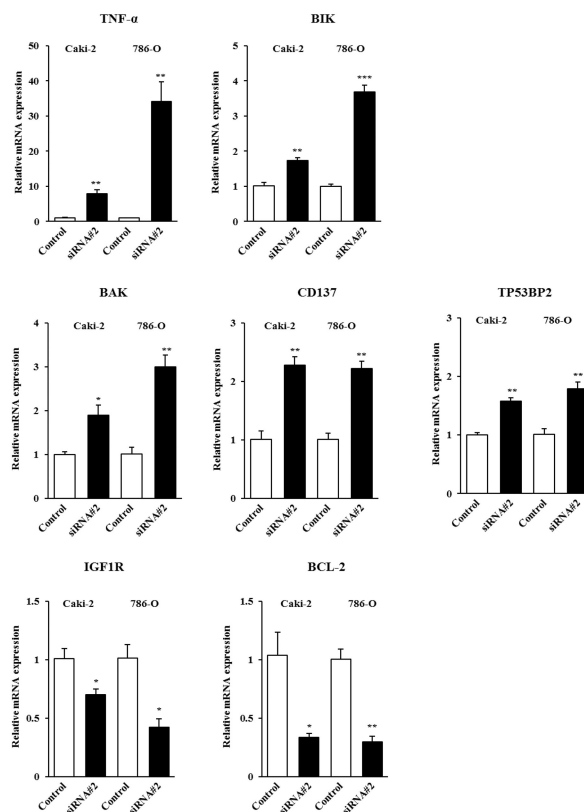 TNF-α
Relative mRNA expression
50
40
30
20
10
0
Caki-2 786-O
**
**
Control siRNA#2 Control siRNA#2
BIK
Relative mRNA expression
4
3
2
1
0
Caki-2 786-O
**
***
Control siRNA#2 Control siRNA#2
BAK
Relative mRNA expression
4
3
2
1
0
Caki-2 786-O
*
**
Control siRNA#2 Control siRNA#2
CD137
Relative mRNA expression
3
2
1
0
Caki-2 786-O
**
**
Control siRNA#2 Control siRNA#2
TP53BP2
Relative mRNA expression
3
2
1
0
Caki-2 786-O
**
**
Control siRNA#2 Control siRNA#2
IGF1R
Relative mRNA expression
1.5
1
0.5
0
Caki-2 786-O
*
*
Control siRNA#2 Control siRNA#2
BCL-2
Relative mRNA expression
1.5
1
0.5
0
Caki-2 786-O
*
**
Control siRNA#2 Control siRNA#2